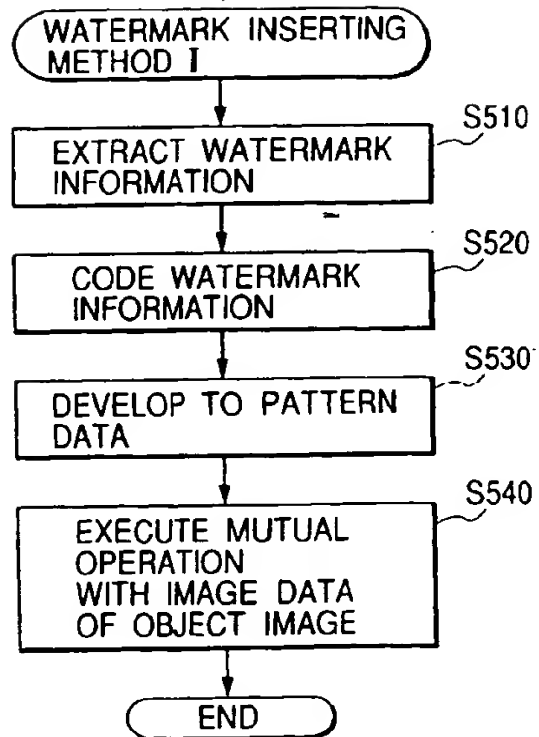 WATERMARK INSERTING
METHOD I
S510
EXTRACT WATERMARK
INFORMATION
S520
CODE WATERMARK
INFORMATION
S530
DEVELOP TO PATTERN
DATA
S540
EXECUTE MUTUAL
OPERATION
WITH IMAGE DATA
OF OBJECT IMAGE
END